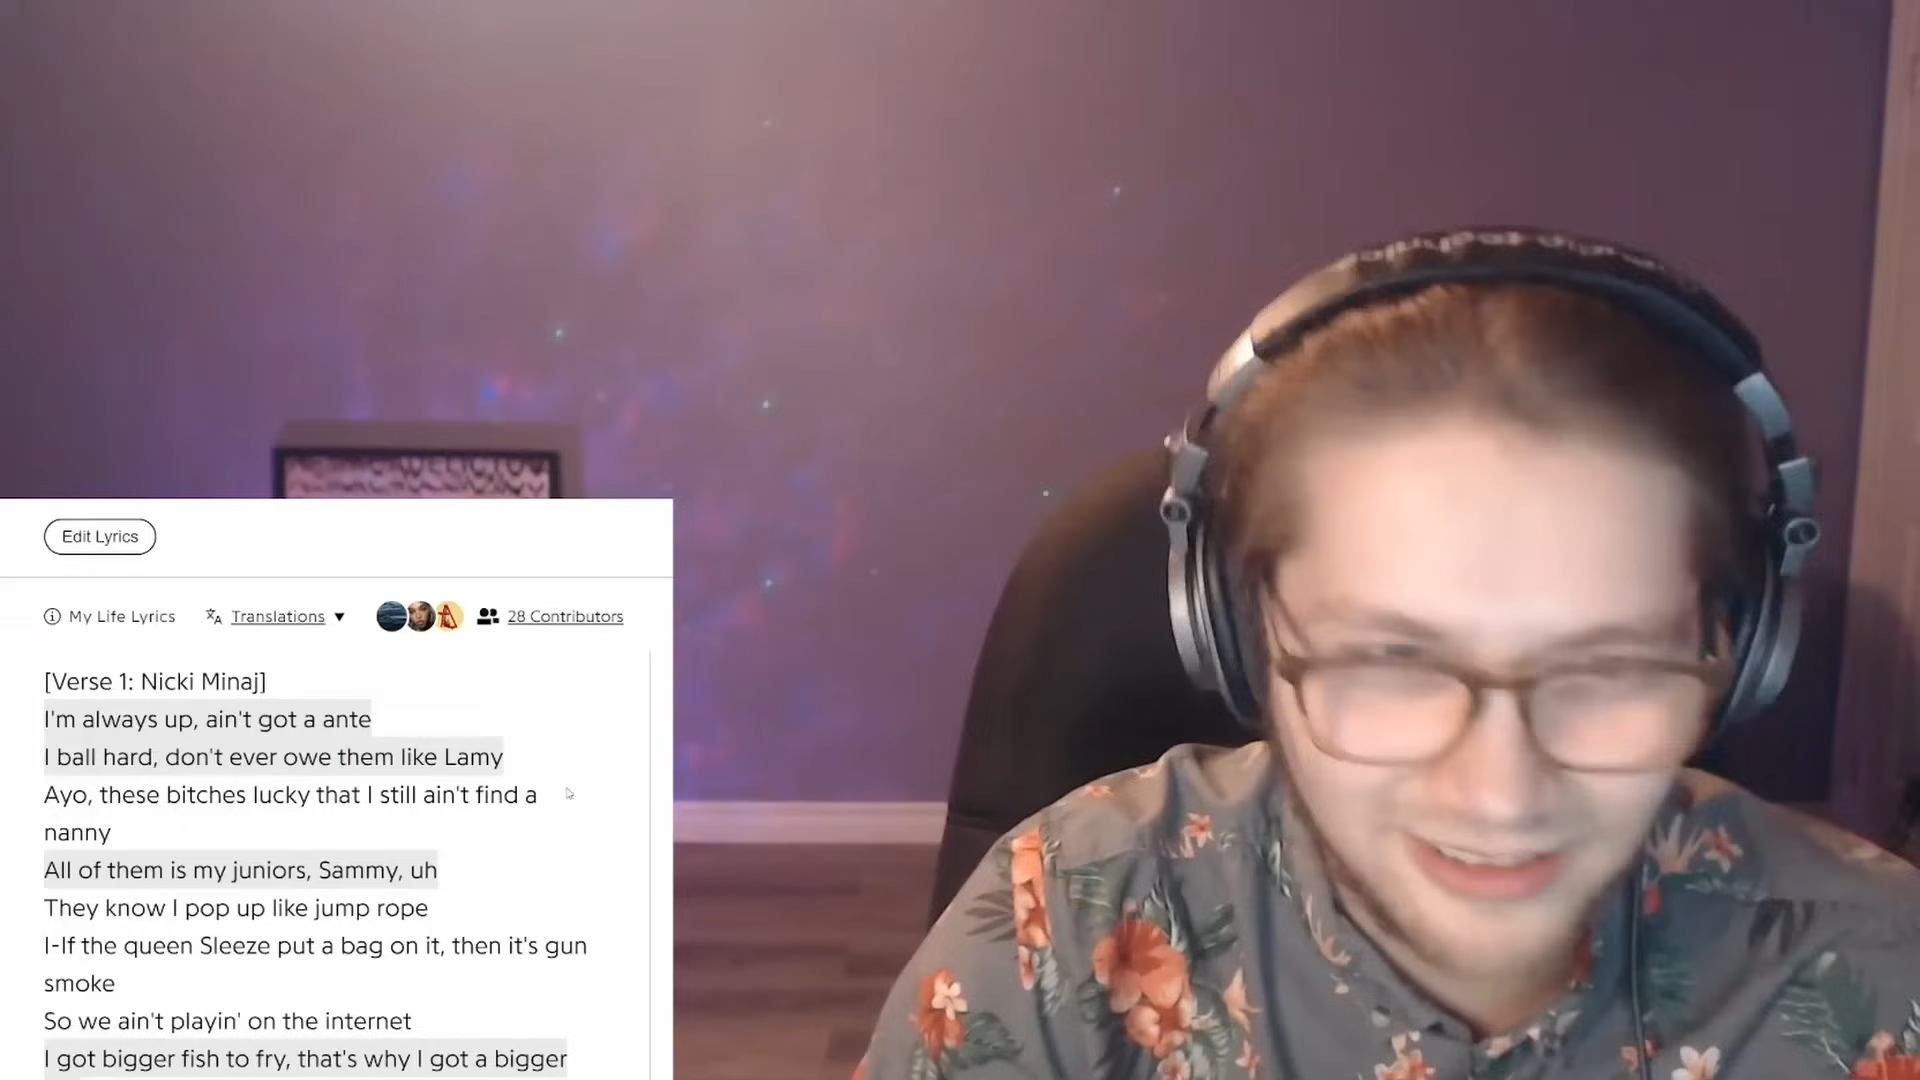 audio-technica
Edit Lyrics
My Life Lyrics Translations ▼ 28 Contributors
[Verse 1: Nicki Minaj]
I'm always up, ain't got a ante
I ball hard, don't ever owe them like Lamy
Ayo, these bitches lucky that I still ain't find a
nanny
All of them is my juniors, Sammy, uh
They know I pop up like jump rope
I-If the queen Sleeze put a bag on it, then it's gun
smoke
So we ain't playin' on the internet
I got bigger fish to fry, that's why I got a bigger